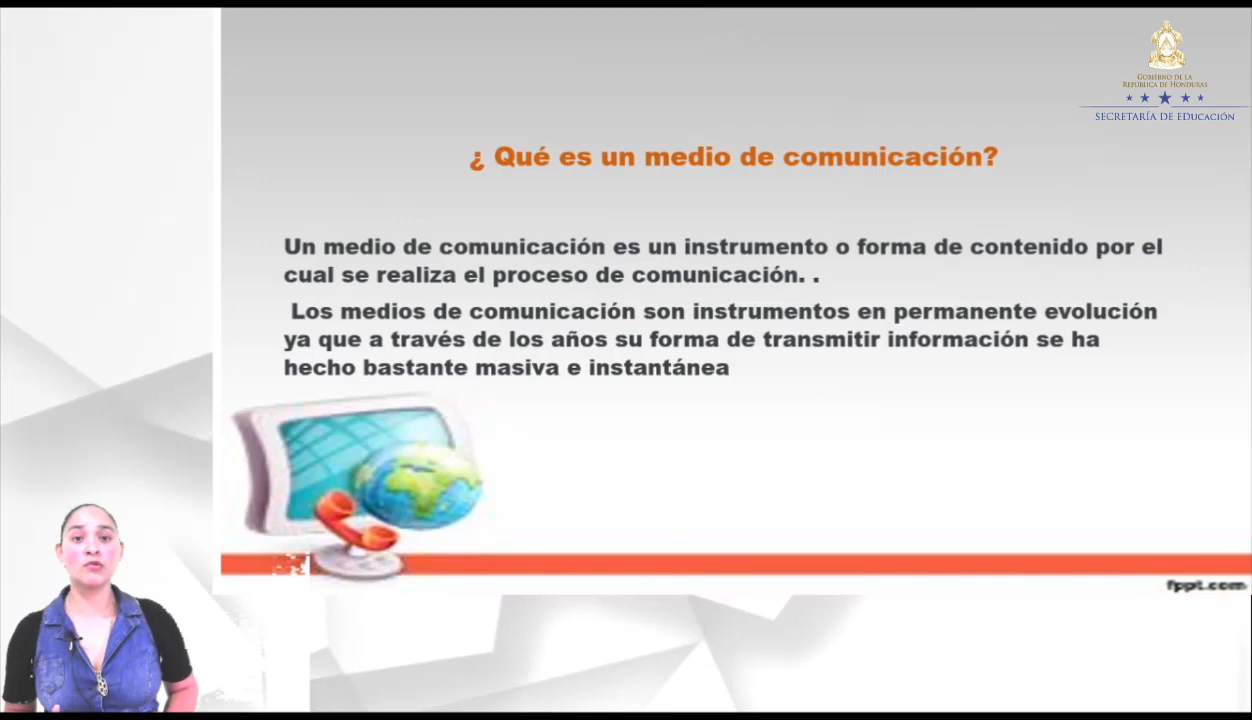 GOBIERNO DE LA
REPÚBLICA DE HONDURAS
SECRETARÍA DE EDUCACIÓN
¿ Qué es un medio de comunicación?
Un medio de comunicación es un instrumento o forma de contenido por el
cual se realiza el proceso de comunicación. .
Los medios de comunicación son instrumentos en permanente evolución
ya que a través de los años su forma de transmitir información se ha
hecho bastante masiva e instantánea
fppt.com